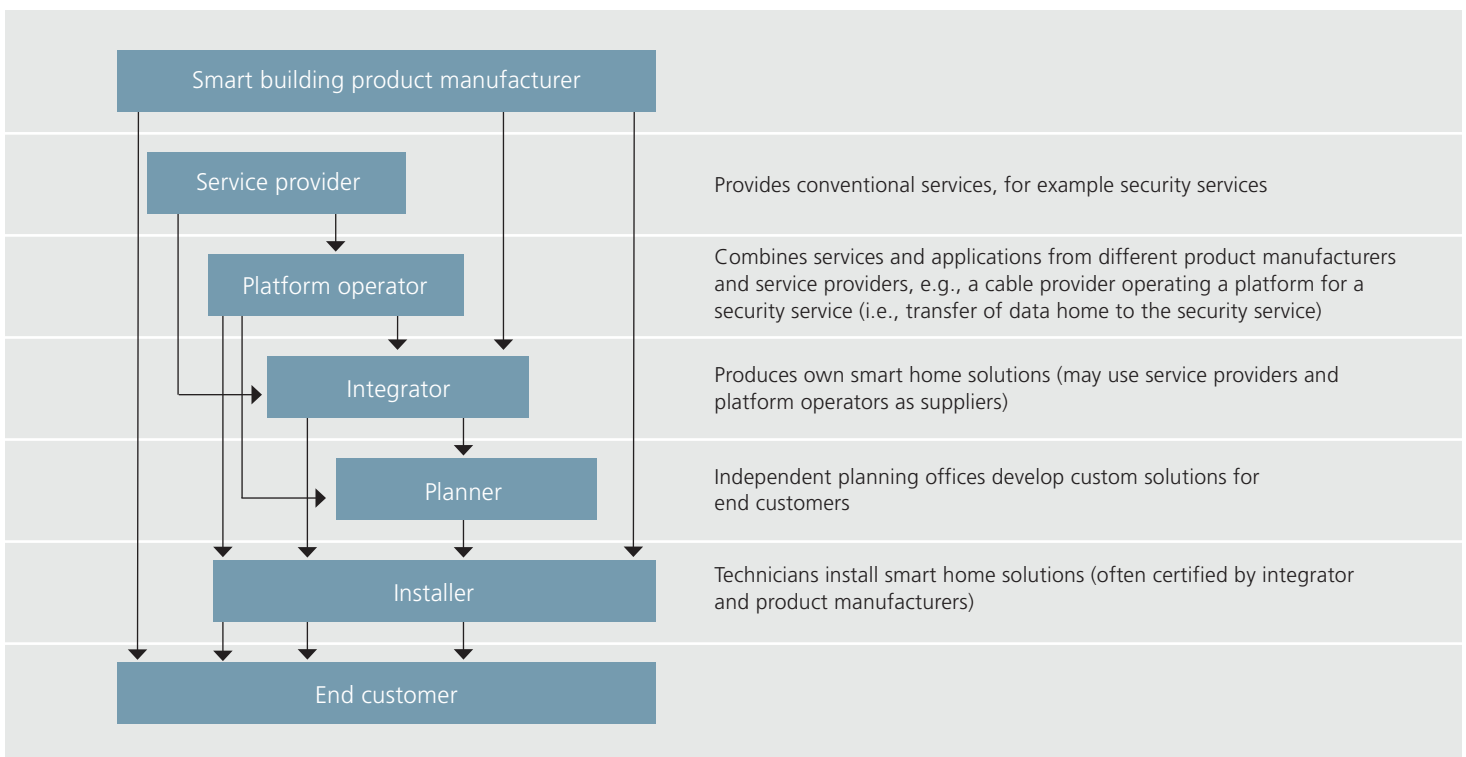 Smart building product manufacturer
Service provider
Provides conventional services, for example security services
Platform operator
Combines services and applications from different product manufacturers
and service providers, e.g., a cable provider operating a platform for a
security service (i.e., transfer of data home to the security service)
Integrator
Produces own smart home solutions (may use service providers and
platform operators as suppliers)
Planner
Independent planning offices develop custom solutions for
end customers
Installer
Technicians install smart home solutions (often certified by integrator
and product manufacturers)
End customer